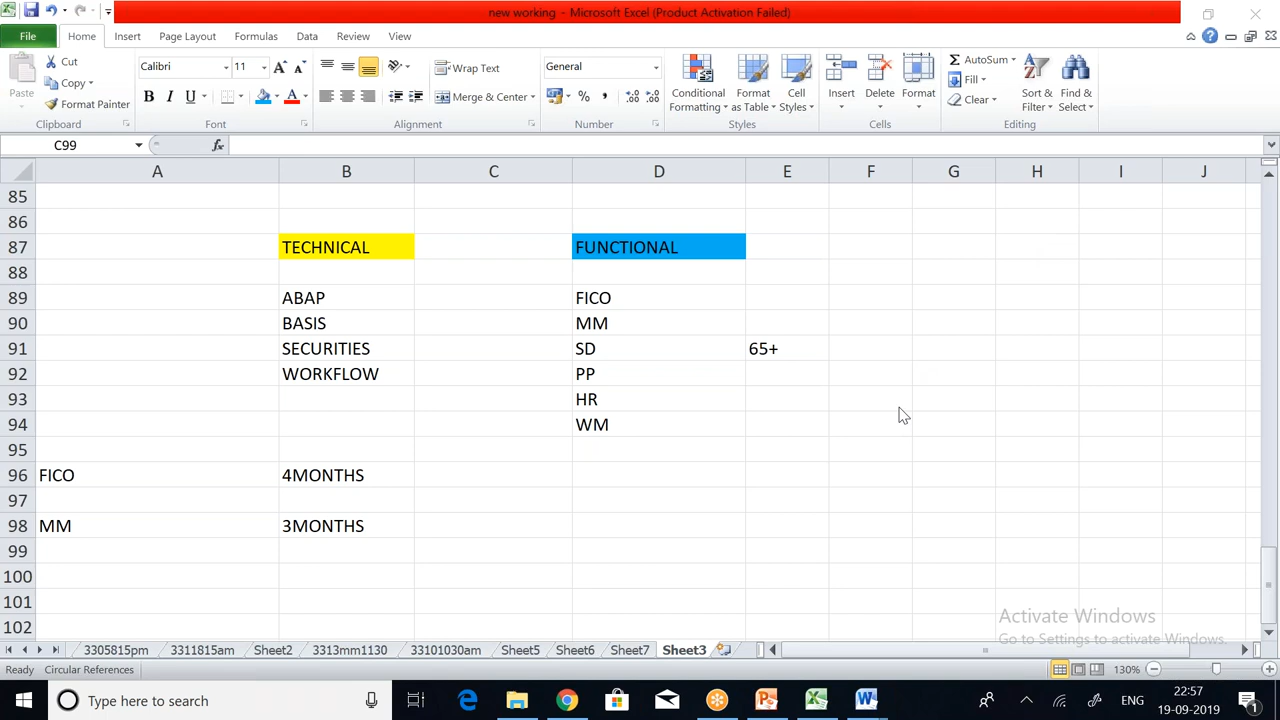 new working - Microsoft Excel (Product Activation Failed)
File Home Insert Page Layout Formulas Data Review View
Cut
Copy
Format Painter
Paste
Clipboard
Calibri 11
B I U
Font
Wrap Text
Merge & Center
Alignment
General
Number
Conditional Formatting
Format as Table
Cell Styles
Styles
Insert Delete Format
Cells
AutoSum
Fill
Clear
Sort & Filter
Find & Select
Editing
C99 fx
A B C D E F G H I J
85
86
87 TECHNICAL FUNCTIONAL
88
89 ABAP FICO
90 BASIS MM
91 SECURITIES SD 65+
92 WORKFLOW PP
93 HR
94 WM
95
96 FICO 4MONTHS
97
98 MM 3MONTHS
99
100
101
102
Activate Windows
Go to Settings to activate Windows.
3305815pm 3311815am Sheet2 3313mm1130 33101030am Sheet5 Sheet6 Sheet7 Sheet3
Ready Circular References 130%
Type here to search
ENG
22:57
19-09-2019
1